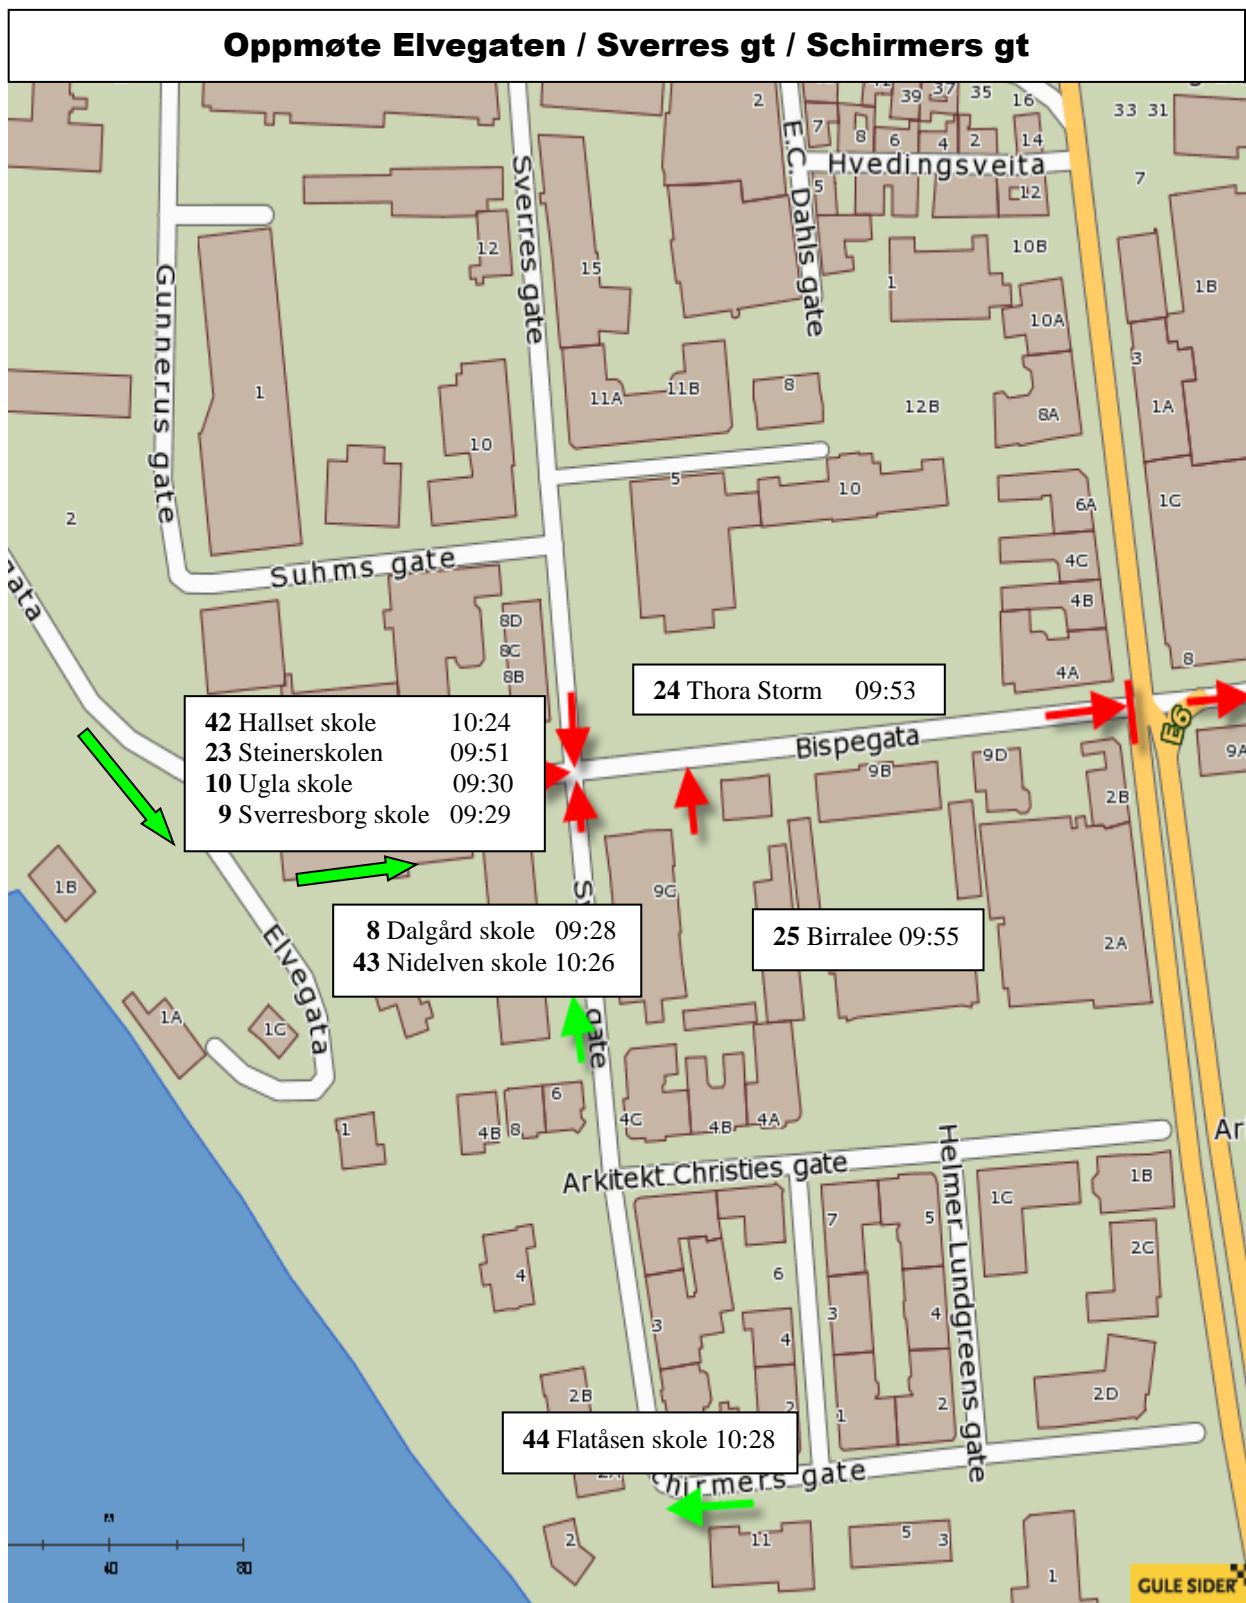 Oppmøte Elvegaten / Sverres gt / Schirmers gt
2
39
37
35
16
33 31
7
8
6
4
2
14
Hvedingsveita
E.C. Dahls gate
5
12
7
Sverres gate
12
15
10B
1
1B
Gunnerus gate
10A
3
1
11A
11B
8
12B
8A
1A
10
5
10
6A
1C
2
Suhms gate
4C
gata
4B
8D
8C
8B
4A
8
24 Thora Storm 09:53
42 Hallset skole 10:24
23 Steinerskolen 09:51
10 Ugla skole 09:30
9 Sverresborg skole 09:29
Bispegata
E6
9B
9D
9A
2B
1B
9G
8 Dalgård skole 09:28
43 Nidelven skole 10:26
25 Birralee 09:55
2A
Elvegata
1A
1C
gate
6
1
4B
8
4C
4B
4A
Ar
Arkitekt Christies gate
Helmer Lundgreens gate
1C
1B
7
5
2C
4
6
3
3
4
4
2B
2
1
2
2D
44 Flatåsen skole 10:28
2A
chirmers gate
2
11
5
3
1
40
80
GULE SIDER